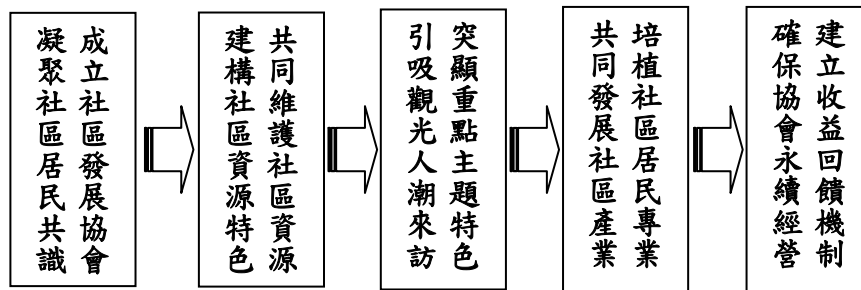 成立社區發展協會
凝聚社區居民共識
共同維護社區資源
建構社區資源特色
突顯重點主題特色
引吸觀光人潮來訪
培植社區居民專業
共同發展社區產業
建立收益回饋機制
確保協會永續經營